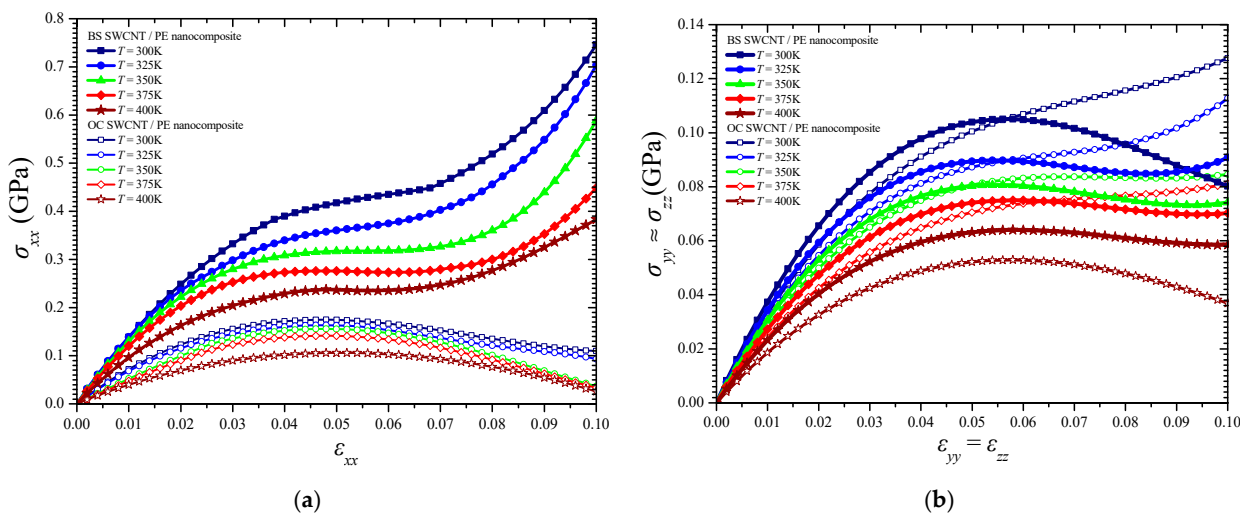 BS SWCNT / PE nanocomposite
T = 300K
T = 325K
T = 350K
T = 375K
T = 400K
OC SWCNT / PE nanocomposite
T = 300K
T = 325K
T = 350K
T = 375K
T = 400K
σxx (GPa)
0.8
0.7
0.6
0.5
0.4
0.3
0.2
0.1
0.0
0.00 0.01 0.02 0.03 0.04 0.05 0.06 0.07 0.08 0.09 0.10
εxx
(a)
BS SWCNT / PE nanocomposite
T = 300K
T = 325K
T = 350K
T = 375K
T = 400K
OC SWCNT / PE nanocomposite
T = 300K
T = 325K
T = 350K
T = 375K
T = 400K
σyy ≈ σzz (GPa)
0.14
0.12
0.10
0.08
0.06
0.04
0.02
0.00
0.00 0.01 0.02 0.03 0.04 0.05 0.06 0.07 0.08 0.09 0.10
εyy = εzz
(b)